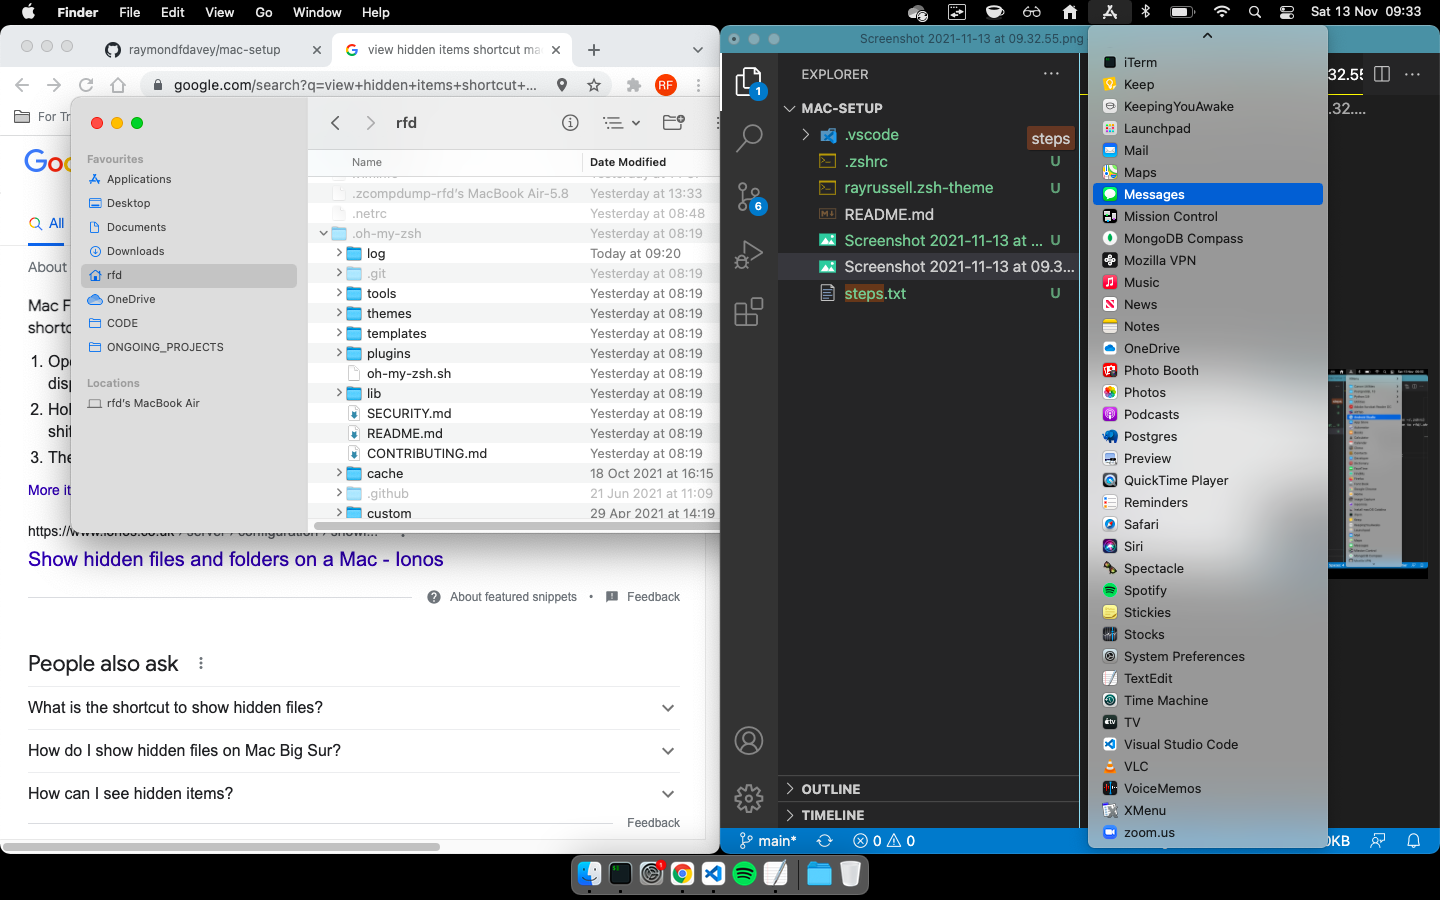 Finder File Edit View Go Window Help
Sat 13 Nov 09:33
raymondfdavey/mac-setup
view hidden items shortcut ma
google.com/search?q=view+hidden+items+shortcut+...
RF
For Tr
Goo
All
About
Mac F
shortc
1. Ope
disp
2. Hol
shif
3. The
More it
Show hidden files and folders on a Mac - Ionos
About featured snippets • Feedback
People also ask
What is the shortcut to show hidden files?
How do I show hidden files on Mac Big Sur?
How can I see hidden items?
Feedback
Favourites
Applications
Desktop
Documents
Downloads
rfd
OneDrive
CODE
ONGOING_PROJECTS
Locations
rfd's MacBook Air
rfd
Name Date Modified
.zcompdump-rfd's MacBook Air-5.8 Yesterday at 13:33
.netrc Yesterday at 08:48
.oh-my-zsh Yesterday at 08:19
log Today at 09:20
.git Yesterday at 08:19
tools Yesterday at 08:19
themes Yesterday at 08:19
templates Yesterday at 08:19
plugins Yesterday at 08:19
oh-my-zsh.sh Yesterday at 08:19
lib Yesterday at 08:19
SECURITY.md Yesterday at 08:19
README.md Yesterday at 08:19
CONTRIBUTING.md Yesterday at 08:19
cache 18 Oct 2021 at 16:15
.github 21 Jun 2021 at 11:09
custom 29 Apr 2021 at 14:19
Screenshot 2021-11-13 at 09.32.55.png
EXPLORER
MAC-SETUP
.vscode
steps
.zshrc U
rayrussell.zsh-theme U
README.md
Screenshot 2021-11-13 at ... U
Screenshot 2021-11-13 at 09.3...
steps.txt U
1
6
OUTLINE
TIMELINE
main* 0 0
32.55
.32....
0KB
iTerm
Keep
KeepingYouAwake
Launchpad
Mail
Maps
Messages
Mission Control
MongoDB Compass
Mozilla VPN
Music
News
Notes
OneDrive
Photo Booth
Photos
Podcasts
Postgres
Preview
QuickTime Player
Reminders
Safari
Siri
Spectacle
Spotify
Stickies
Stocks
System Preferences
TextEdit
Time Machine
TV
Visual Studio Code
VLC
VoiceMemos
XMenu
zoom.us
1